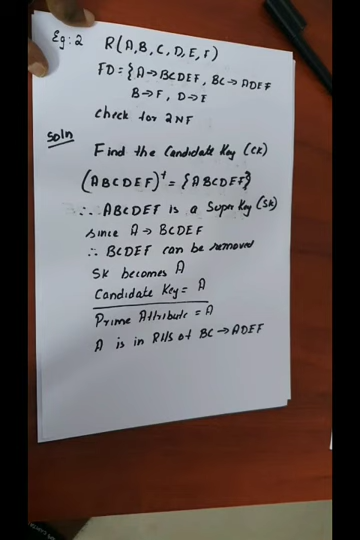 Eg: 2 R(A, B, C, D, E, F)
FD = {A → BCDEF, BC → ADEF
B → F, D → E
check for 2NF
Soln
Find the Candidate Key (CK)
(ABCDEF)⁺ = {ABCDEF}
∴ ABCDEF is a Super Key (SK)
since A → BCDEF
∴ BCDEF can be removed
SK becomes A
Candidate Key = A
Prime Attribute = A
A is in RHS of BC → ADEF